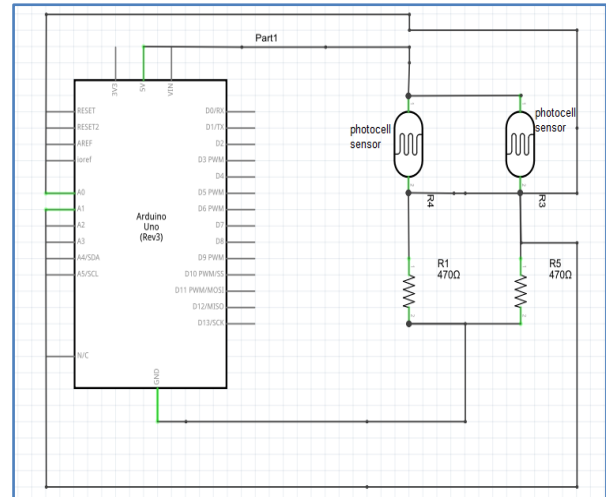 Part1
3V3
5V
VIN
RESET
RESET2
AREF
ioref
A0
A1
A2
A3
A4/SDA
A5/SCL
N/C
Arduino
Uno
(Rev3)
D0/RX
D1/TX
D2
D3 PWM
D4
D5 PWM
D6 PWM
D7
D8
D9 PWM
D10 PWM/SS
D11 PWM/MOSI
D12/MISO
D13/SCK
GND
photocell
sensor
photocell
sensor
R4
R3
R1
470Ω
R5
470Ω